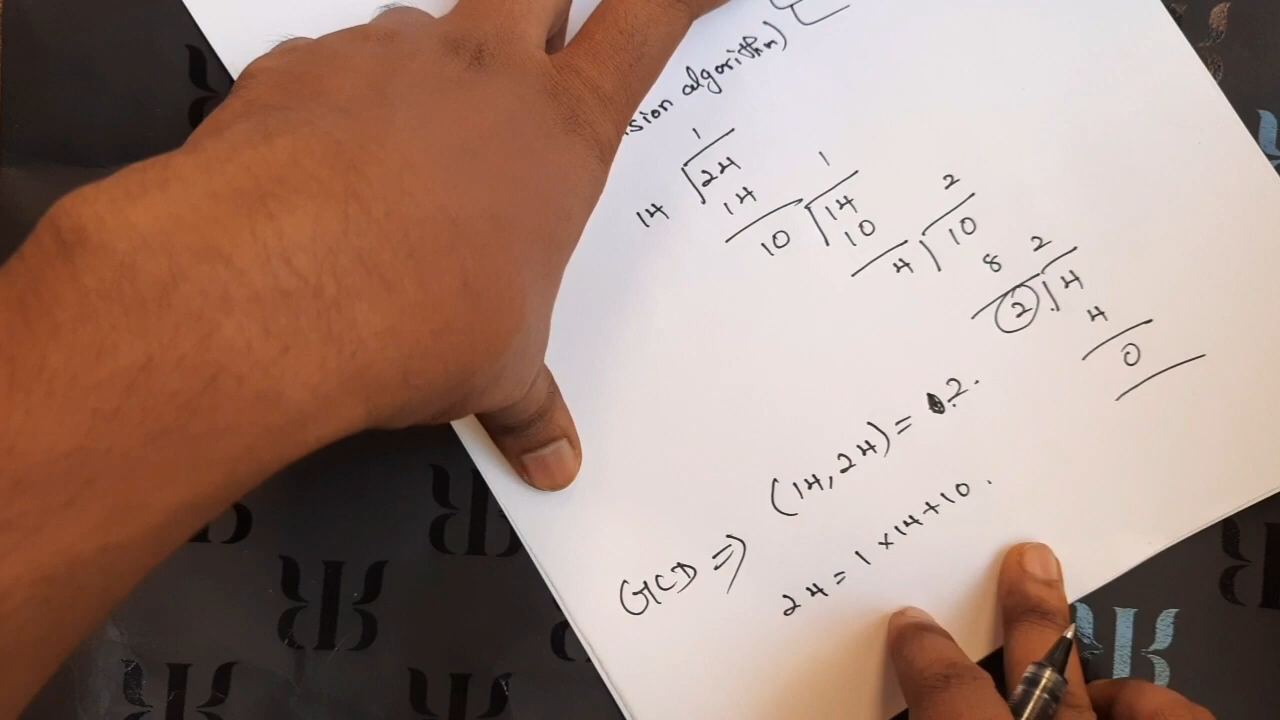 sion algorithm)
1
14 24 1
14 14 2
10 10 10
4 8 2
2 4
4
0
GCD ⇒ (14, 24) = 2.
24 = 1 × 14 + 10.